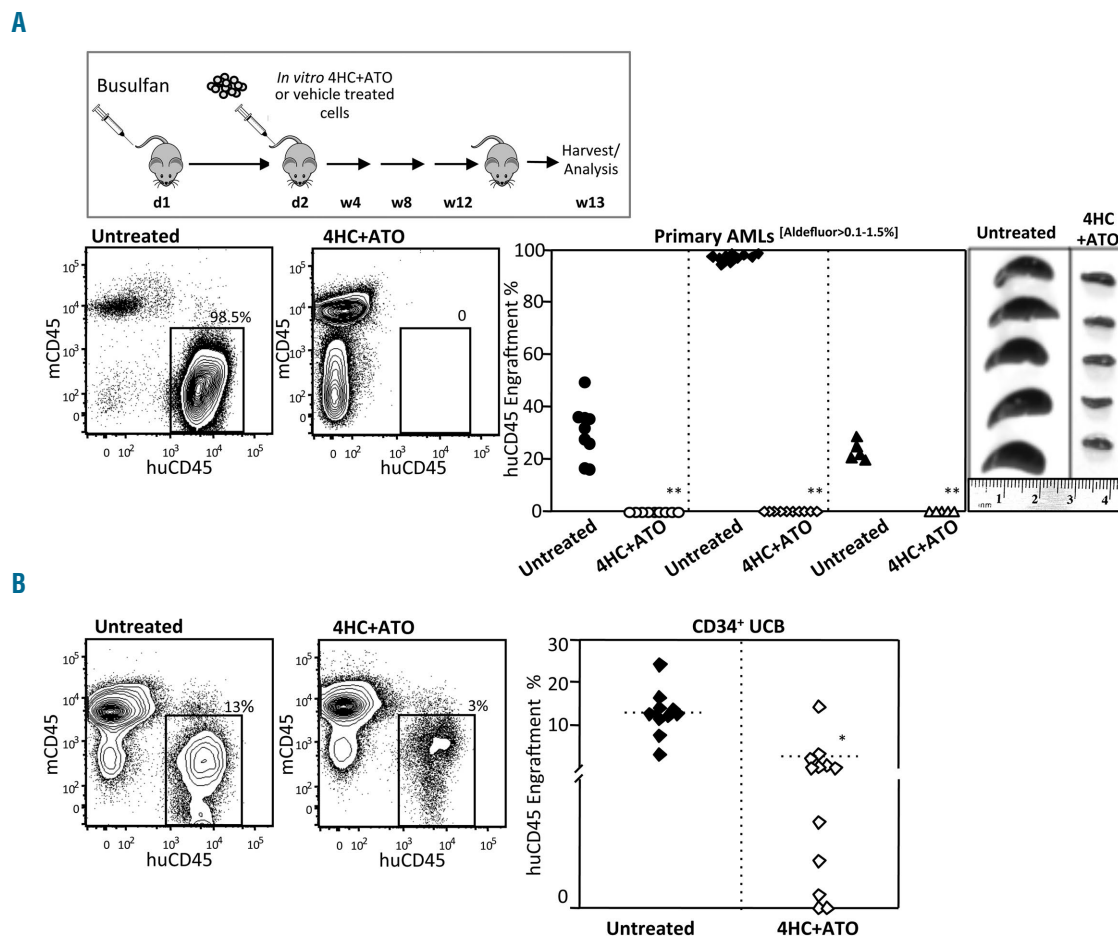 A
Busulfan
In vitro 4HC+ATO
or vehicle treated
cells
Harvest/
Analysis
d1
d2
w4
w8
w12
w13
Untreated
4HC+ATO
mCD45
10⁵
10⁴
10³
10²
0
98.5%
0 10² 10³ 10⁴ 10⁵
huCD45
mCD45
10⁵
10⁴
10³
10²
0
0
0 10² 10³ 10⁴ 10⁵
huCD45
Primary AMLs [Aldefluor>0.1-1.5%]
huCD45 Engraftment %
100
80
60
40
20
0
**
**
**
Untreated
4HC+ATO
Untreated
4HC+ATO
Untreated
4HC+ATO
Untreated
4HC
+ATO
1 2 3 4
B
Untreated
4HC+ATO
mCD45
10⁵
10⁴
10³
10²
0
13%
0 10² 10³ 10⁴ 10⁵
huCD45
mCD45
10⁵
10⁴
10³
10²
0
3%
0 10² 10³ 10⁴ 10⁵
huCD45
CD34⁺ UCB
huCD45 Engraftment %
30
20
10
0
*
Untreated
4HC+ATO